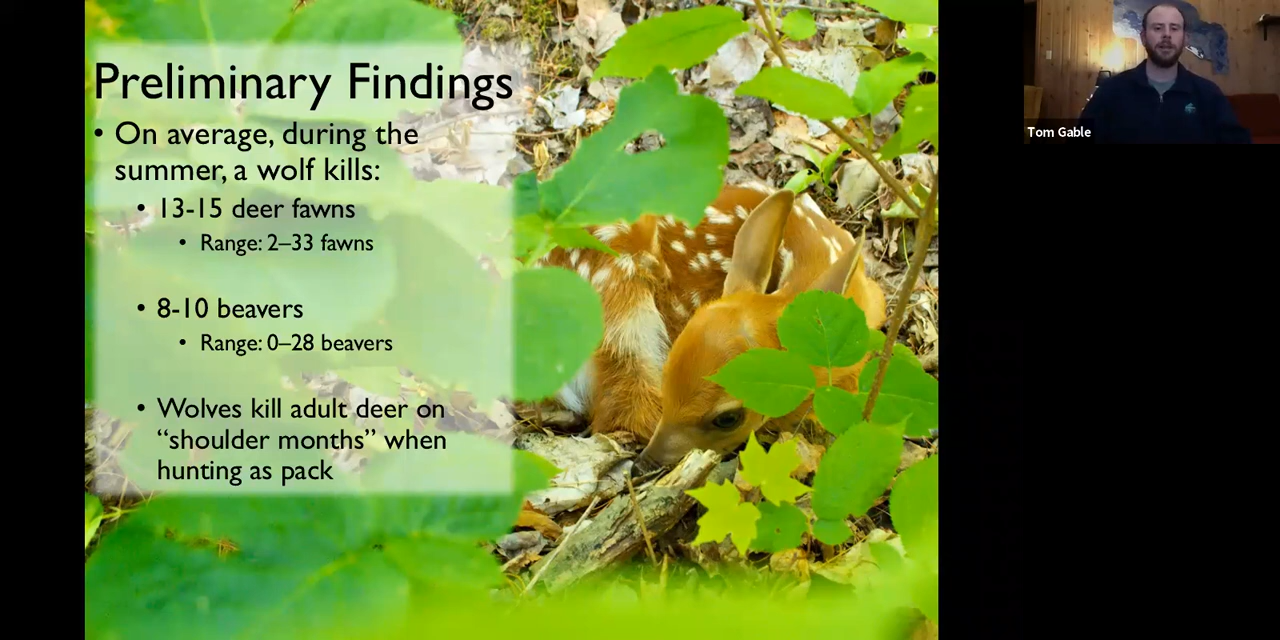 Preliminary Findings
• On average, during the
summer, a wolf kills:
• 13-15 deer fawns
• Range: 2–33 fawns
• 8-10 beavers
• Range: 0–28 beavers
• Wolves kill adult deer on
“shoulder months” when
hunting as pack
Tom Gable